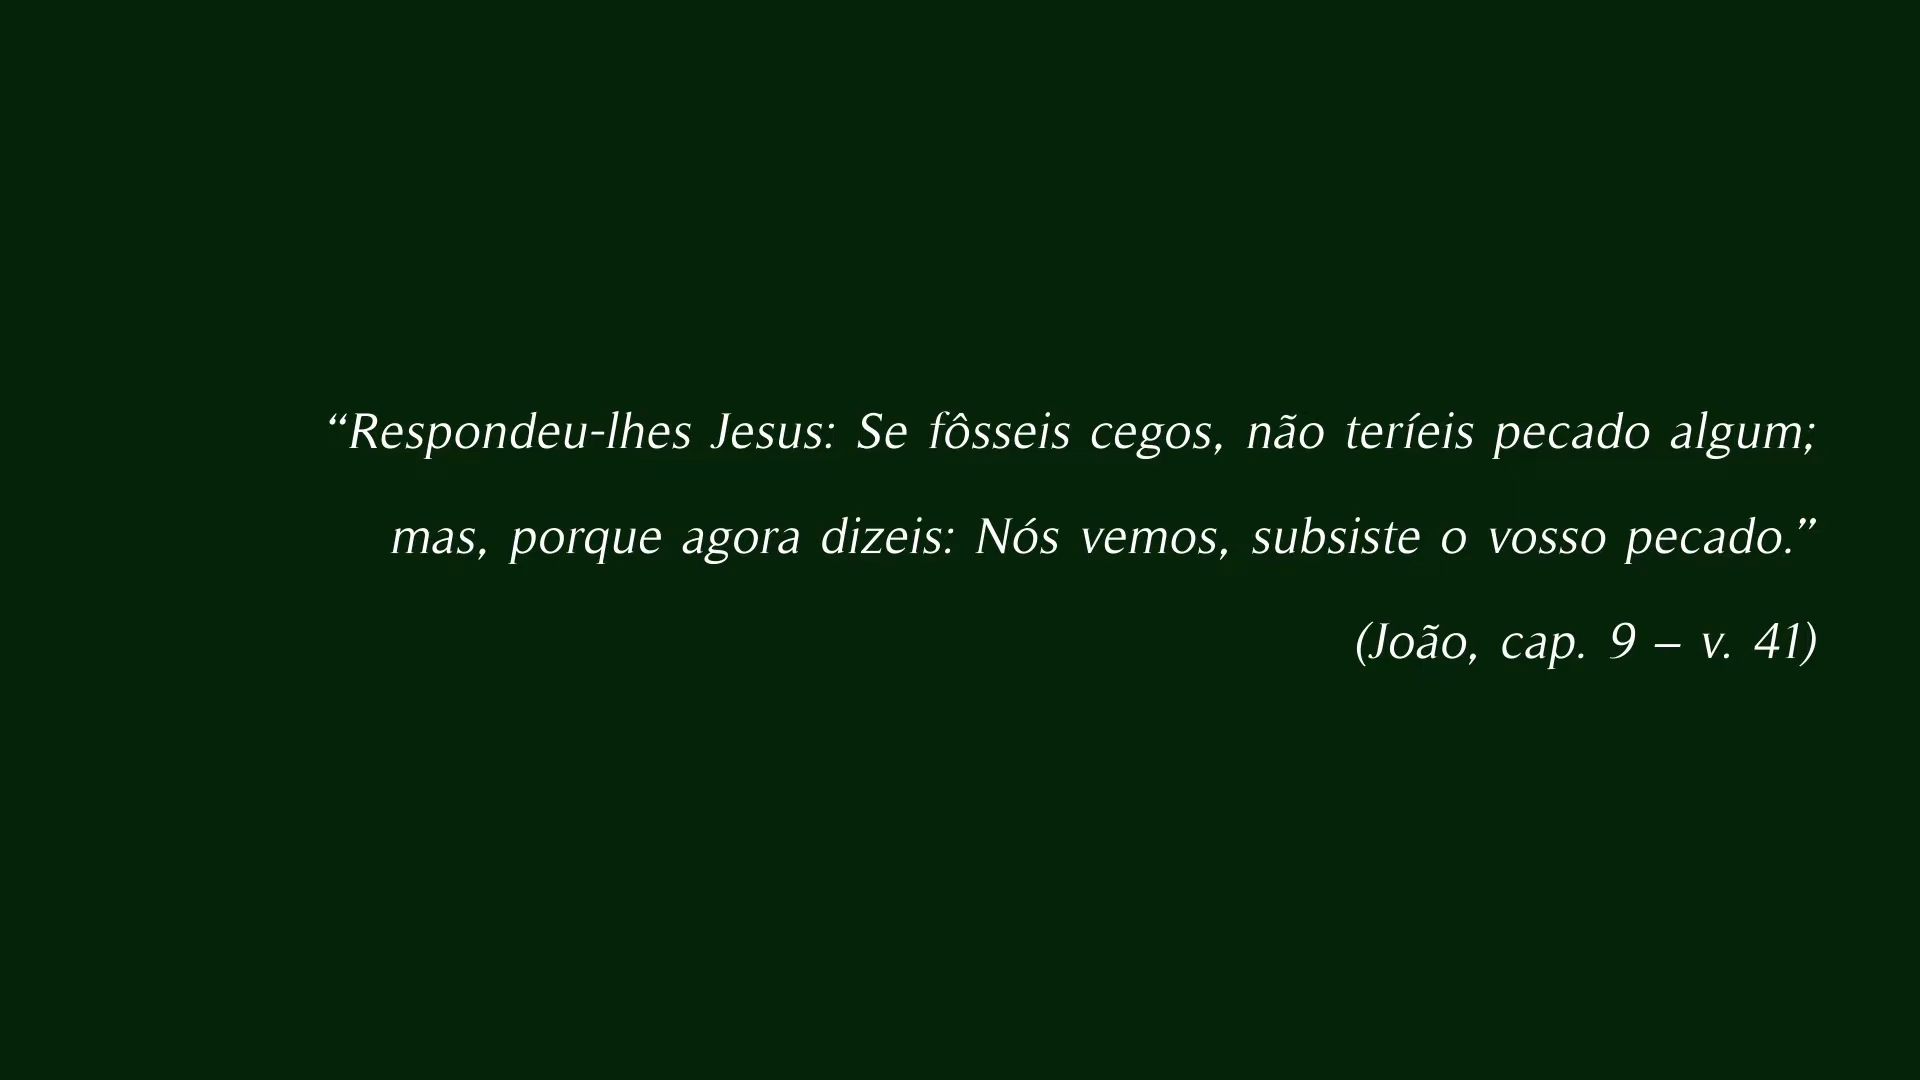 “Respondeu-lhes Jesus: Se fôsseis cegos, não teríeis pecado algum;
mas, porque agora dizeis: Nós vemos, subsiste o vosso pecado.”
(João, cap. 9 – v. 41)